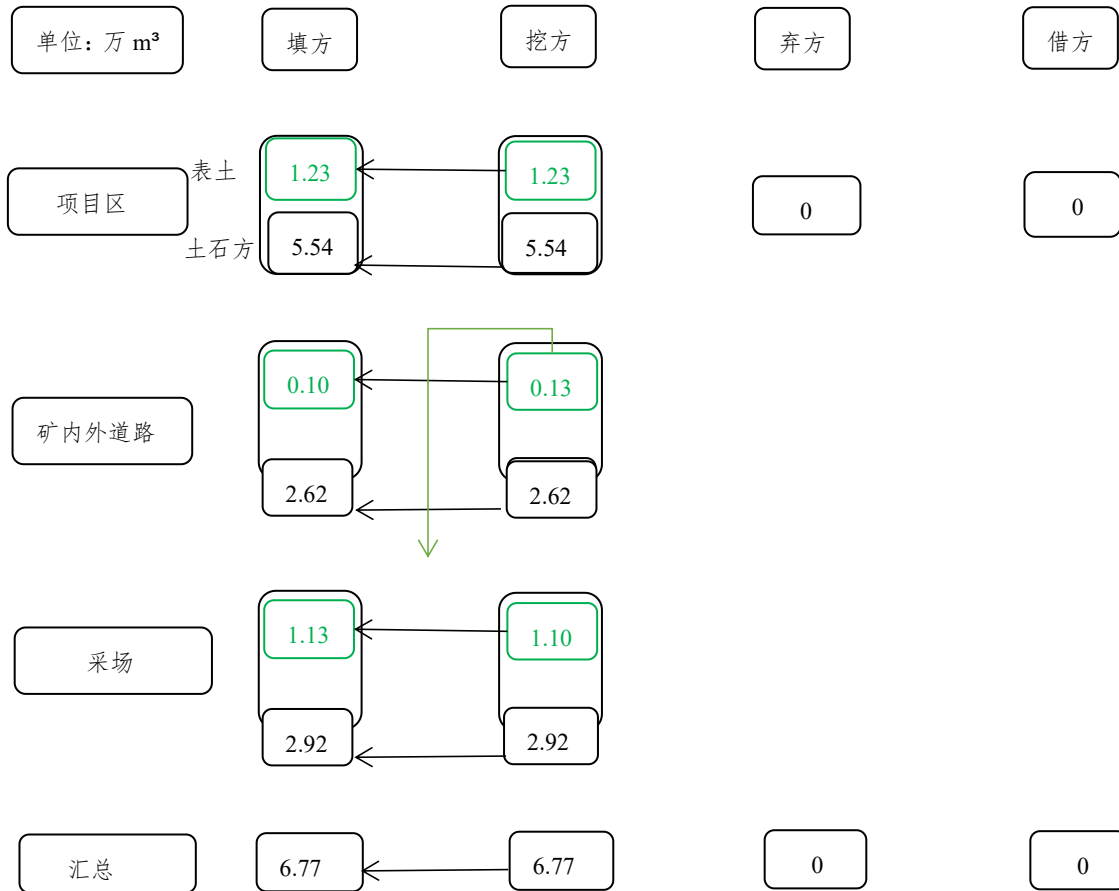 单位：万 m³ 填方 挖方 弃方 借方
表土 1.23 1.23
项目区 0 0
土石方 5.54 5.54
0.10 0.13
矿内外道路
2.62 2.62
1.13 1.10
采场
2.92 2.92
汇总 6.77 6.77 0 0